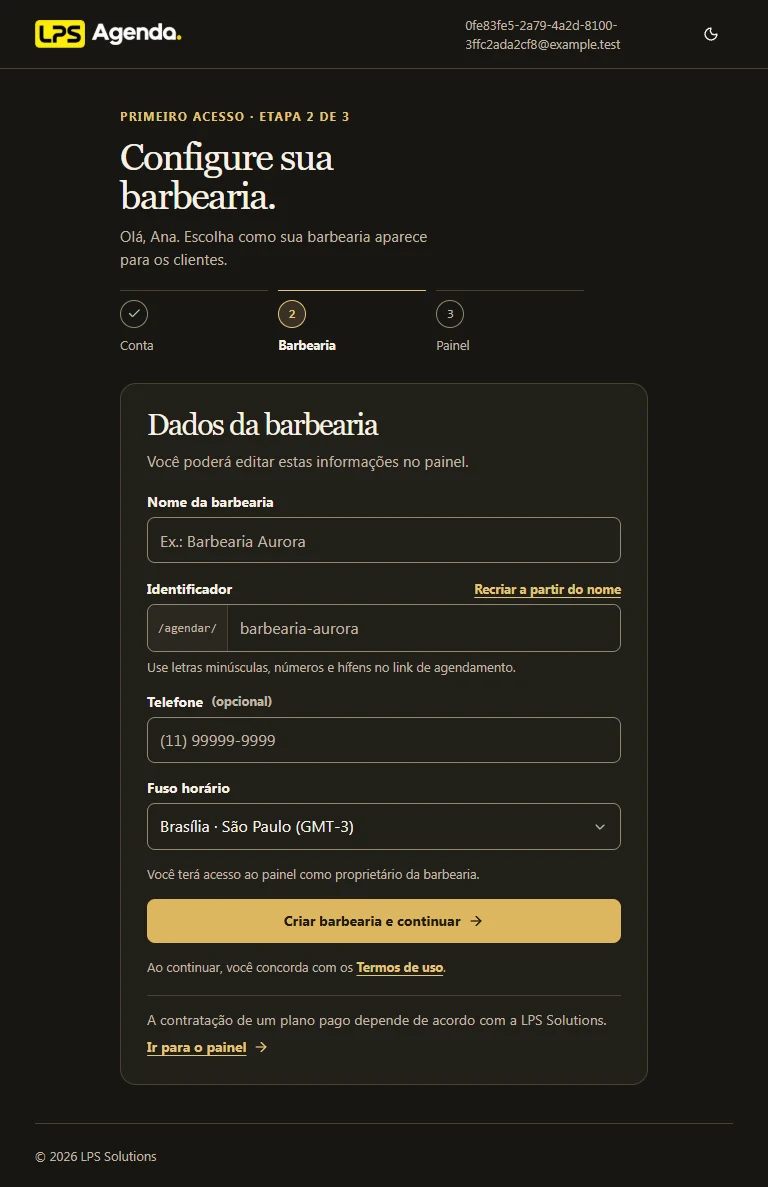 LPS Agenda.
0fe83fe5-2a79-4a2d-8100-
3ffc2ada2cf8@example.test
PRIMEIRO ACESSO · ETAPA 2 DE 3
Configure sua
barbearia.
Olá, Ana. Escolha como sua barbearia aparece
para os clientes.
2
3
Conta
Barbearia
Painel
Dados da barbearia
Você poderá editar estas informações no painel.
Nome da barbearia
Ex.: Barbearia Aurora
Identificador
Recriar a partir do nome
/agendar/
barbearia-aurora
Use letras minúsculas, números e hífens no link de agendamento.
Telefone (opcional)
(11) 99999-9999
Fuso horário
Brasília · São Paulo (GMT-3)
Você terá acesso ao painel como proprietário da barbearia.
Criar barbearia e continuar →
Ao continuar, você concorda com os Termos de uso.
A contratação de um plano pago depende de acordo com a LPS Solutions.
Ir para o painel →
© 2026 LPS Solutions